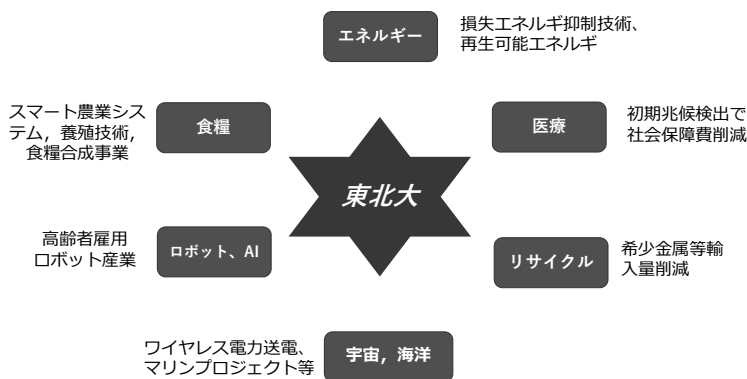 エネルギー
損失エネルギ抑制技術、
再生可能エネルギ
スマート農業シス
テム，養殖技術，
食糧合成事業
食糧
医療
初期兆候検出で
社会保障費削減
東北大
高齢者雇用
ロボット産業
ロボット、AI
リサイクル
希少金属等輸
入量削減
ワイヤレス電力送電、
マリンプロジェクト等
宇宙，海洋